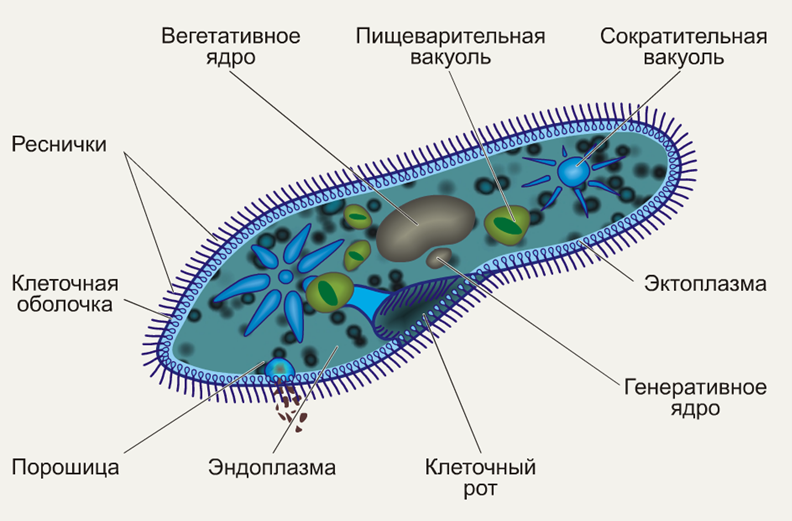 Вегетативное
ядро
Пищеварительная
вакуоль
Сократительная
вакуоль
Реснички
Клеточная
оболочка
Эктоплазма
Генеративное
ядро
Порошица
Эндоплазма
Клеточный
рот